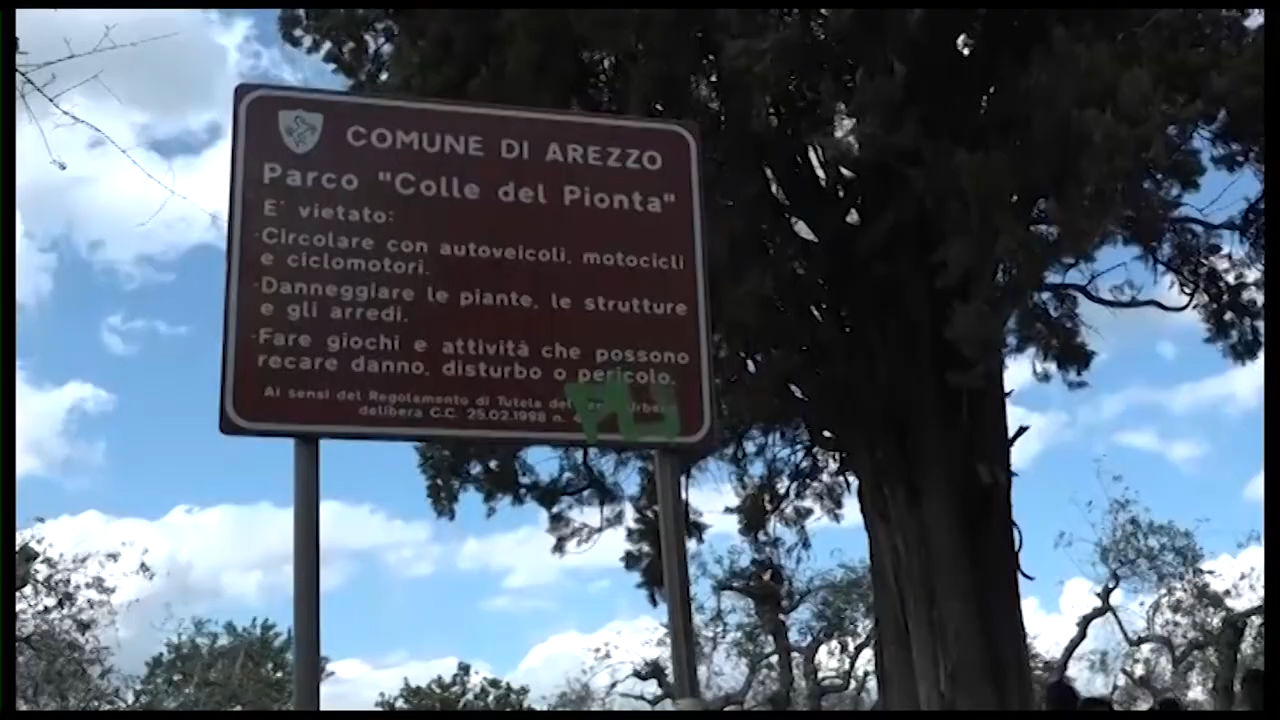 COMUNE DI AREZZO
Parco "Colle del Pionta"
E' vietato:
-Circolare con autoveicoli, motocicli
e ciclomotori.
-Danneggiare le piante, le strutture
e gli arredi.
-Fare giochi e attività che possono
recare danno, disturbo o pericolo.
Ai sensi del Regolamento di Tutela del Urbano
delibera C.C. 25.02.1998 n.